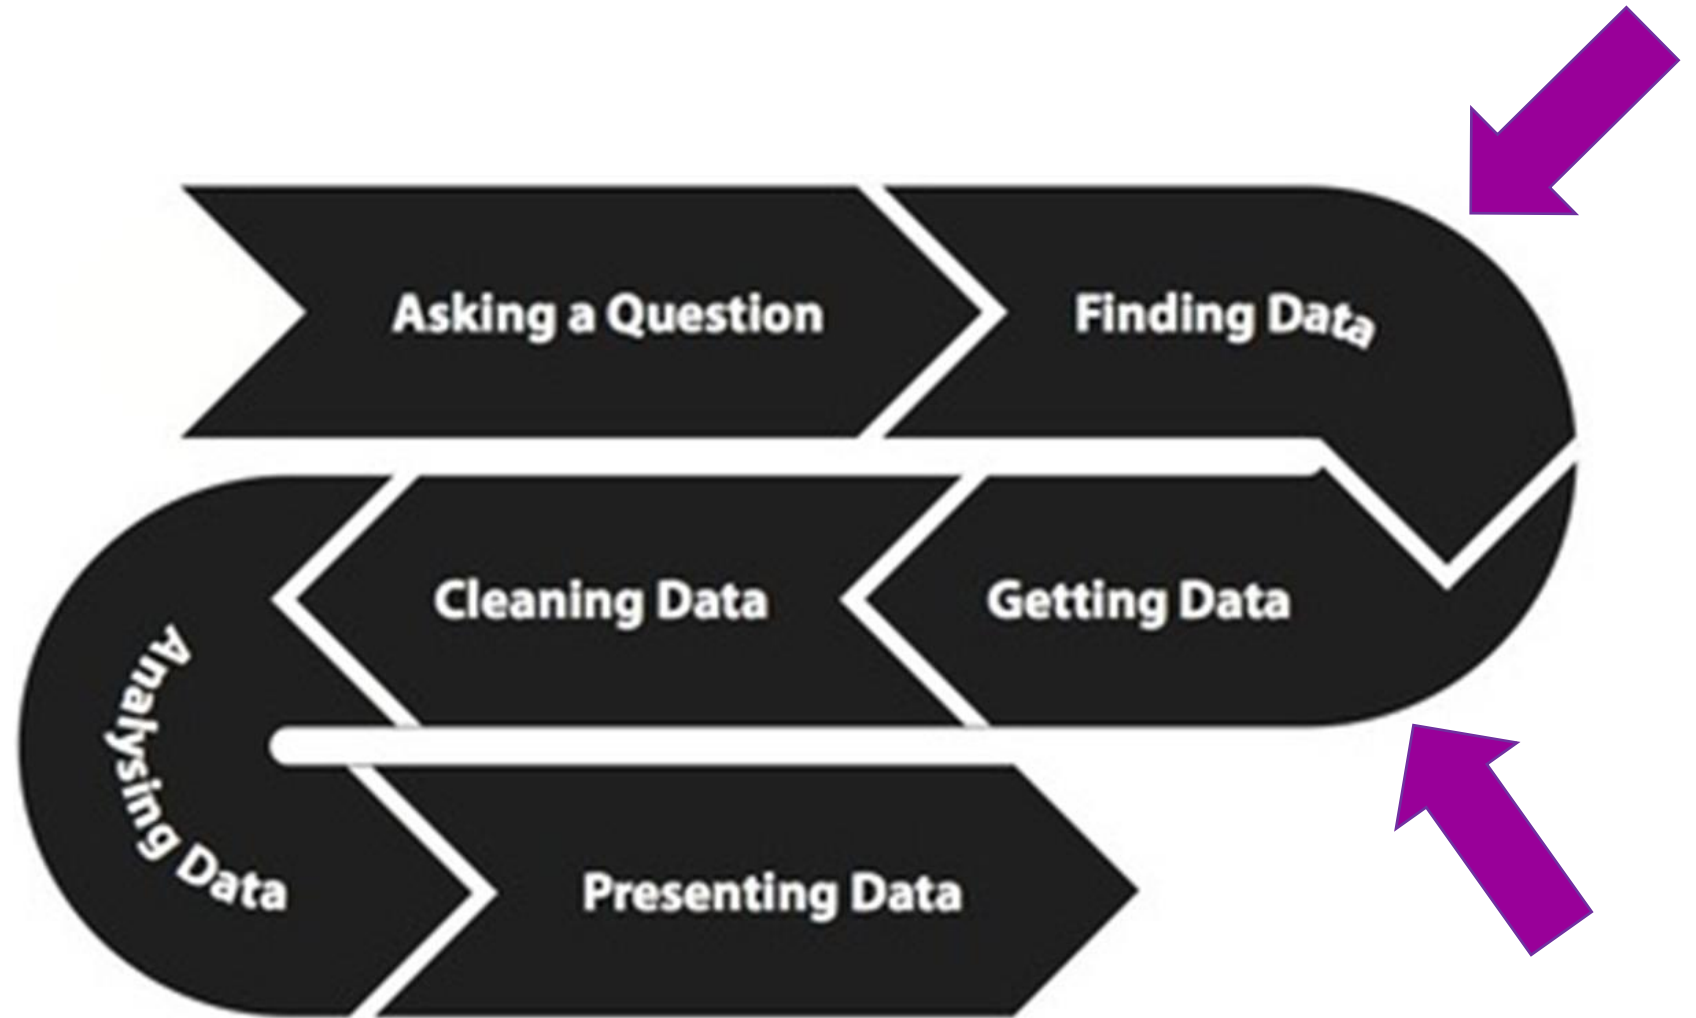 Asking a Question
Finding Data
Getting Data
Cleaning Data
Analysing Data
Presenting Data